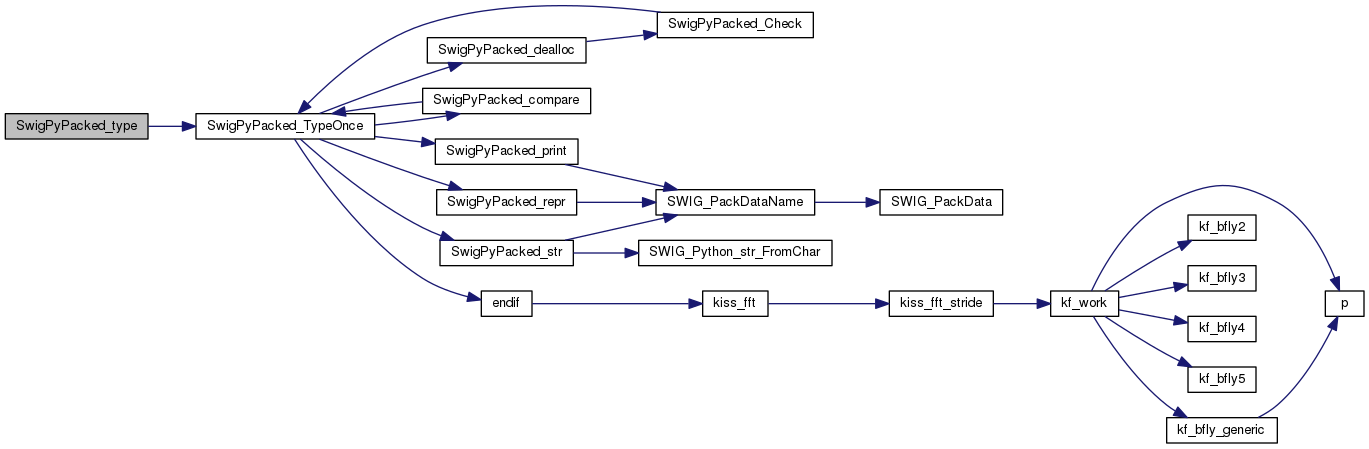 SwigPyPacked_type
SwigPyPacked_TypeOnce
SwigPyPacked_Check
SwigPyPacked_dealloc
SwigPyPacked_compare
SwigPyPacked_print
SwigPyPacked_repr
SwigPyPacked_str
endif
SWIG_PackDataName
SWIG_PackData
SWIG_Python_str_FromChar
kiss_fft
kiss_fft_stride
kf_work
kf_bfly2
kf_bfly3
kf_bfly4
kf_bfly5
kf_bfly_generic
p